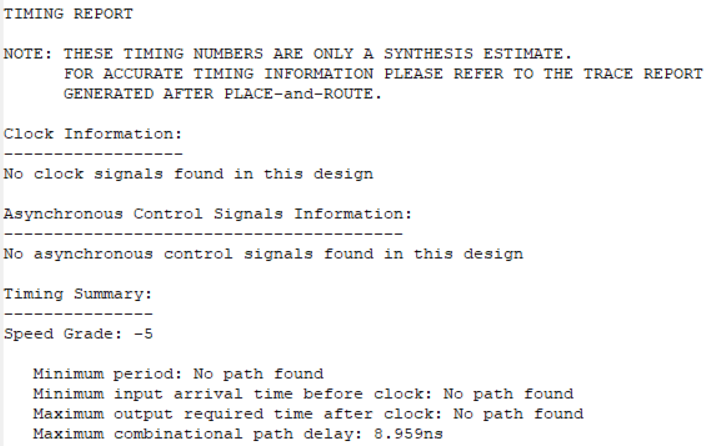 TIMING REPORT
NOTE: THESE TIMING NUMBERS ARE ONLY A SYNTHESIS ESTIMATE.
FOR ACCURATE TIMING INFORMATION PLEASE REFER TO THE TRACE REPORT
GENERATED AFTER PLACE-and-ROUTE.
Clock Information:
------------------
No clock signals found in this design
Asynchronous Control Signals Information:
----------------------------------------
No asynchronous control signals found in this design
Timing Summary:
---------------
Speed Grade: -5
Minimum period: No path found
Minimum input arrival time before clock: No path found
Maximum output required time after clock: No path found
Maximum combinational path delay: 8.959ns